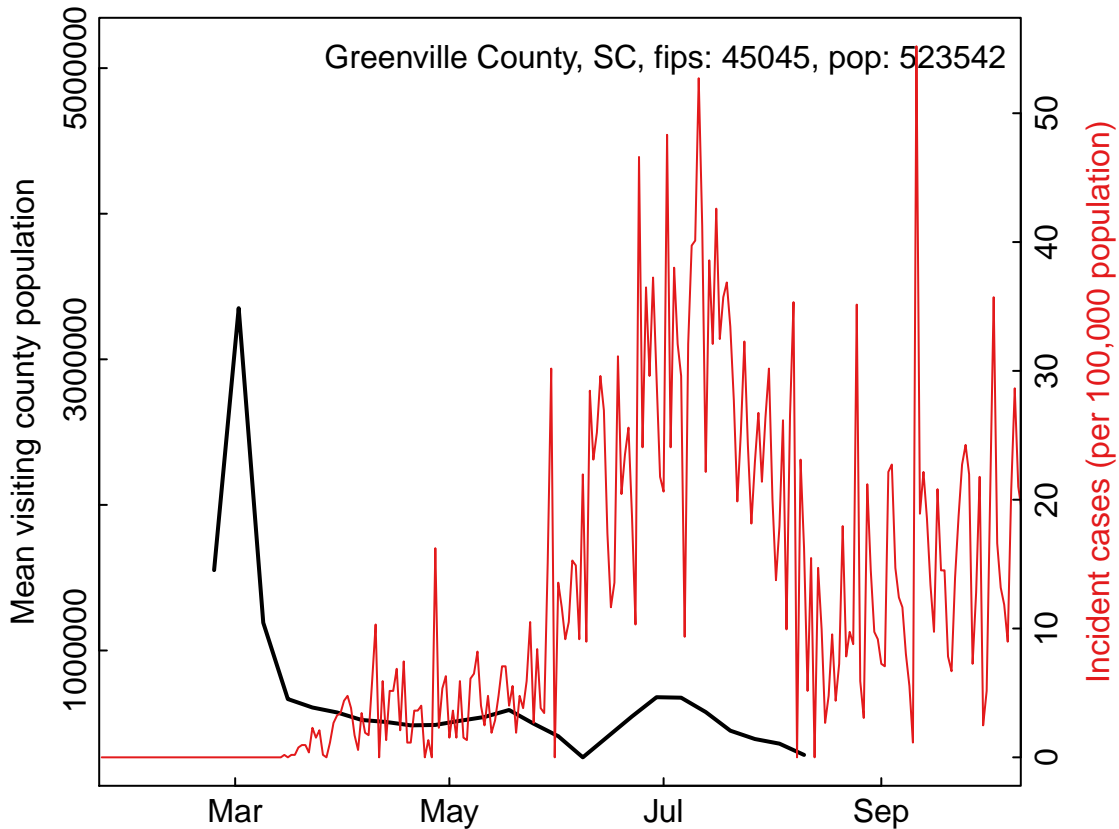 Greenville County, SC, fips: 45045, pop: 523542
Mean visiting county population
5000000
3000000
1000000
50
40
30
20
10
0
Incident cases (per 100,000 population)
Mar
May
Jul
Sep